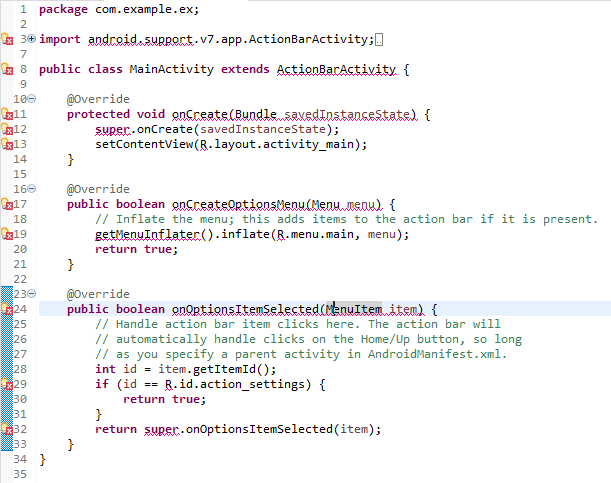 1 package com.example.ex;
2
3 import android.support.v7.app.ActionBarActivity;
7
8 public class MainActivity extends ActionBarActivity {
9
10 @Override
11 protected void onCreate(Bundle savedInstanceState) {
12 super.onCreate(savedInstanceState);
13 setContentView(R.layout.activity_main);
14 }
15
16 @Override
17 public boolean onCreateOptionsMenu(Menu menu) {
18 // Inflate the menu; this adds items to the action bar if it is present.
19 getMenuInflater().inflate(R.menu.main, menu);
20 return true;
21 }
22
23 @Override
24 public boolean onOptionsItemSelected(MenuItem item) {
25 // Handle action bar item clicks here. The action bar will
26 // automatically handle clicks on the Home/Up button, so long
27 // as you specify a parent activity in AndroidManifest.xml.
28 int id = item.getItemId();
29 if (id == R.id.action_settings) {
30 return true;
31 }
32 return super.onOptionsItemSelected(item);
33 }
34 }
35